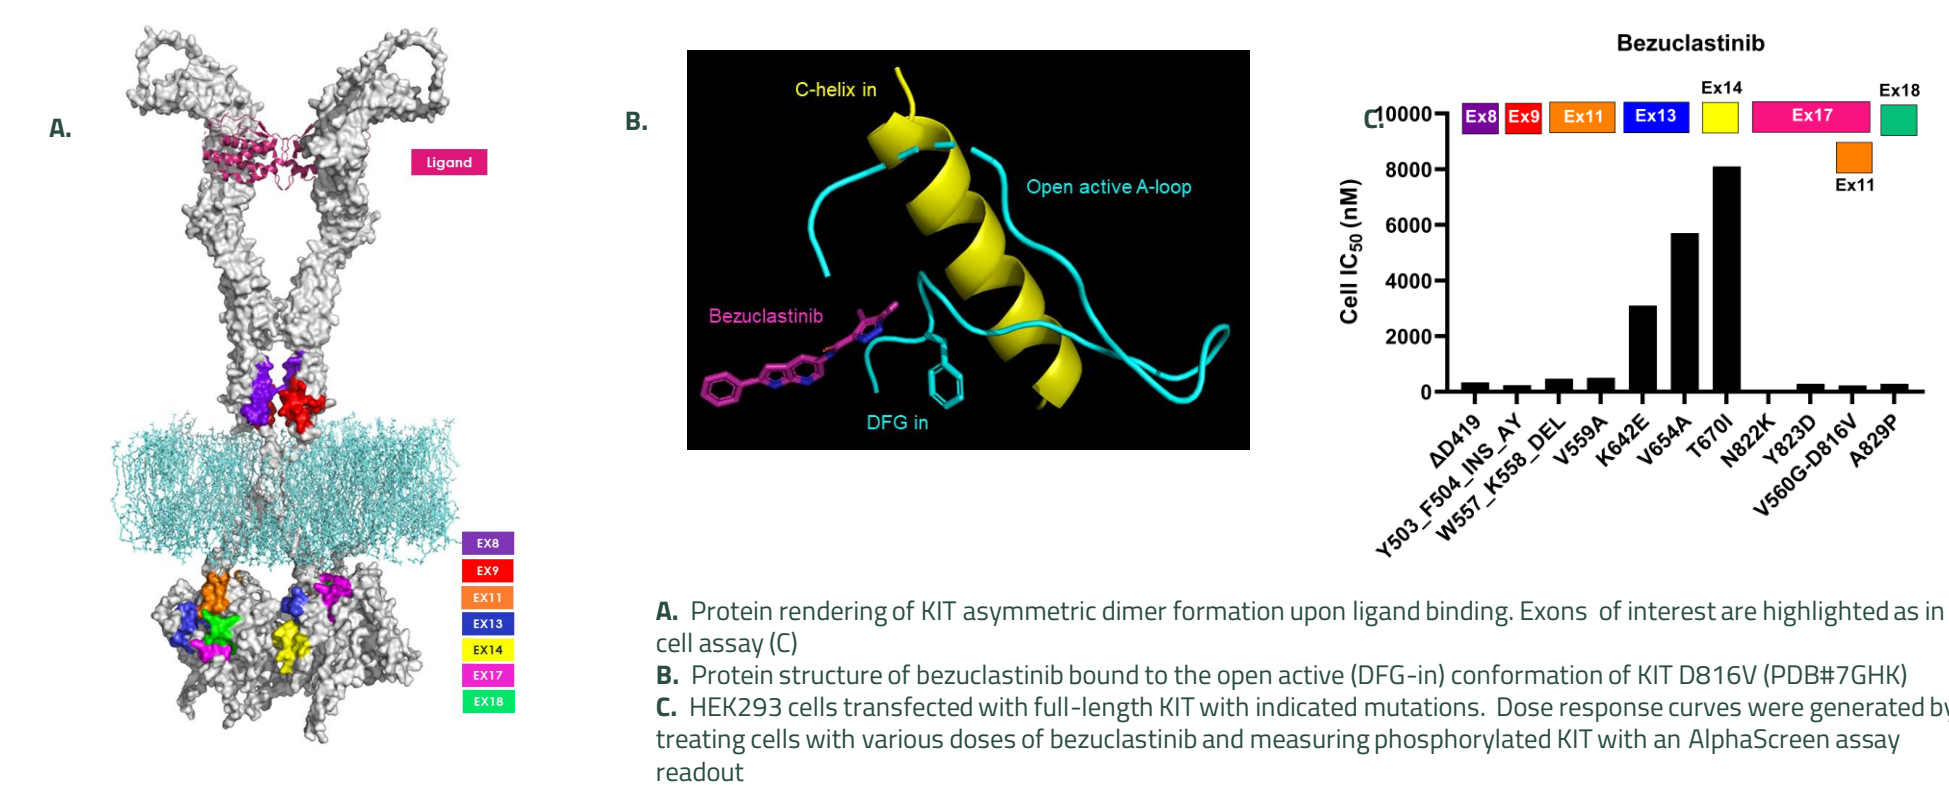 A.
Ligand
EX8
EX9
EX11
EX13
EX14
EX17
EX18
B.
C-helix in
Open active A-loop
Bezuclastinib
DFG in
C.
Bezuclastinib
Ex8
Ex9
Ex11
Ex13
Ex14
Ex17
Ex11
Ex18
Cell IC50 (nM)
10000
8000
6000
4000
2000
0
ΔD419
Y503_F504_INS_AY
W557_K558_DEL
V559A
K642E
V654A
T670I
N822K
Y823D
V560G-D816V
A829P
A. Protein rendering of KIT asymmetric dimer formation upon ligand binding. Exons of interest are highlighted as in
cell assay (C)
B. Protein structure of bezuclastinib bound to the open active (DFG-in) conformation of KIT D816V (PDB#7GHK)
C. HEK293 cells transfected with full-length KIT with indicated mutations. Dose response curves were generated by
treating cells with various doses of bezuclastinib and measuring phosphorylated KIT with an AlphaScreen assay
readout